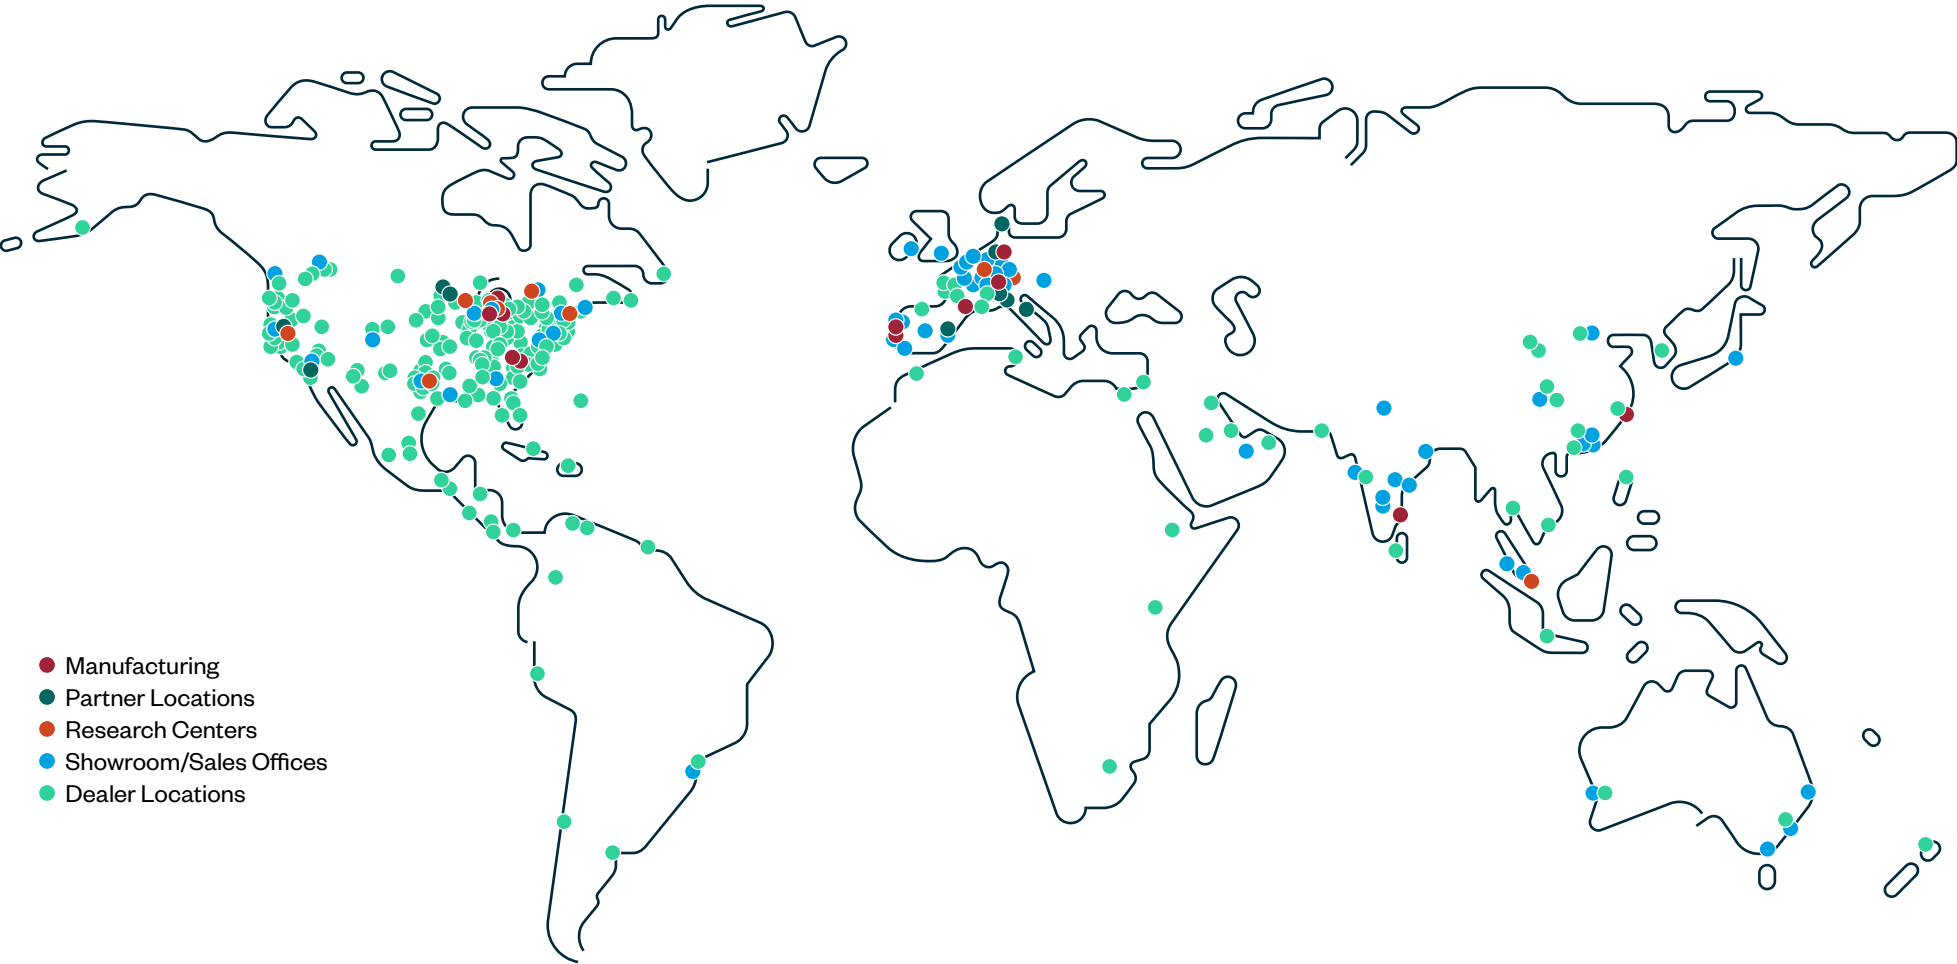 Manufacturing
Partner Locations
Research Centers
Showroom/Sales Offices
Dealer Locations